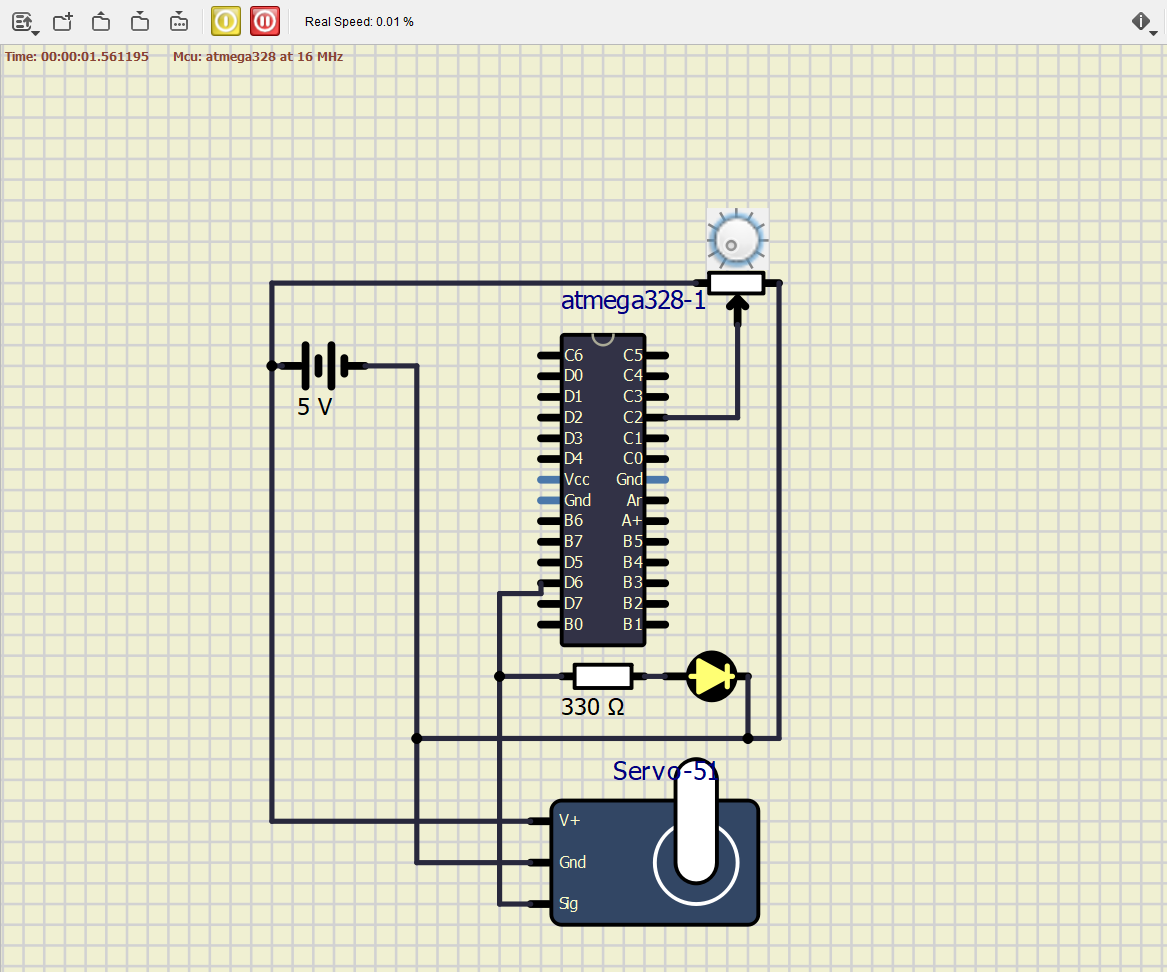 Real Speed: 0.01 %
Time: 00:00:01.561195 Mcu: atmega328 at 16 MHz
atmega328-1
5 V
C6 C5
D0 C4
D1 C3
D2 C2
D3 C1
D4 C0
Vcc Gnd
Gnd Ar
B6 A+
B7 B5
D5 B4
D6 B3
D7 B2
B0 B1
330 Ω
Servo-51
V+
Gnd
Sig